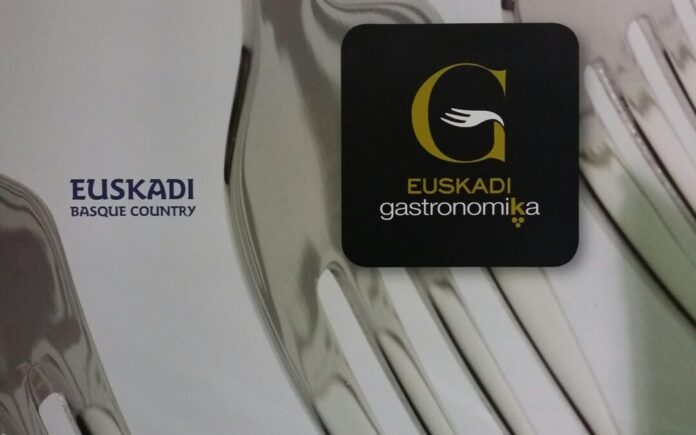 EUSKADI
BASQUE COUNTRY
G
EUSKADI
gastronomika